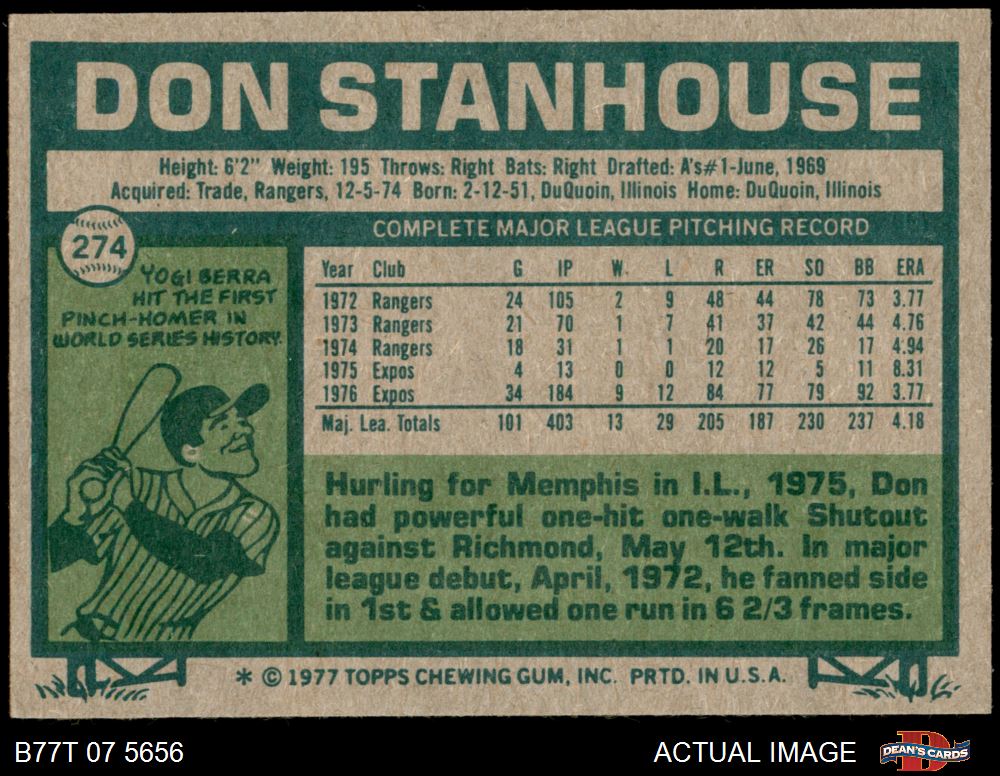 DON STANHOUSE
Height: 6'2" Weight: 195 Throws: Right Bats: Right Drafted: A's#1-June, 1969
Acquired: Trade, Rangers, 12-5-74 Born: 2-12-51, DuQuoin, Illinois Home: DuQuoin, Illinois
274
YOGI BERRA
HIT THE FIRST
PINCH-HOMER IN
WORLD SERIES HISTORY.
COMPLETE MAJOR LEAGUE PITCHING RECORD
Year Club G IP W. L R ER SO BB ERA
1972 Rangers 24 105 2 9 48 44 78 73 3.77
1973 Rangers 21 70 1 7 41 37 42 44 4.76
1974 Rangers 18 31 1 1 20 17 26 17 4.94
1975 Expos 4 13 0 0 12 12 5 11 8.31
1976 Expos 34 184 9 12 84 77 79 92 3.77
Maj. Lea. Totals 101 403 13 29 205 187 230 237 4.18
Hurling for Memphis in I.L., 1975, Don
had powerful one-hit one-walk Shutout
against Richmond, May 12th. In major
league debut, April, 1972, he fanned side
in 1st & allowed one run in 6 2/3 frames.
* © 1977 TOPPS CHEWING GUM, INC. PRTD. IN U.S.A.
B77T 07 5656
ACTUAL IMAGE
D
DEAN'S CARDS